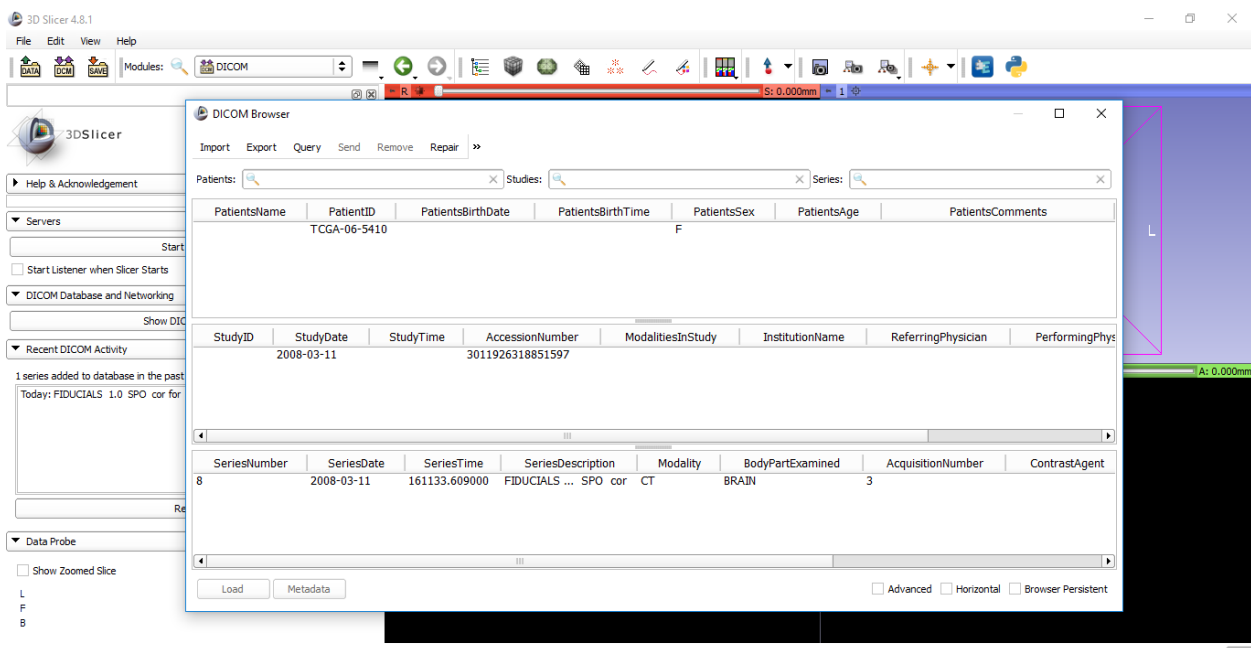 3D Slicer 4.8.1
File Edit View Help
DATA DCM SAVE Modules: DICOM
R S: 0.000mm 1
3DSlicer
Help & Acknowledgement
Servers
Start
Start Listener when Slicer Starts
DICOM Database and Networking
Show DIC
Recent DICOM Activity
1 series added to database in the past
Today: FIDUCIALS 1.0 SPO cor for
Re
Data Probe
Show Zoomed Slice
L
F
B
DICOM Browser
Import Export Query Send Remove Repair »
Patients: Studies: Series:
PatientsName PatientID PatientsBirthDate PatientsBirthTime PatientsSex PatientsAge PatientsComments
TCGA-06-5410 F
StudyID StudyDate StudyTime AccessionNumber ModalitiesInStudy InstitutionName ReferringPhysician PerformingPhys
2008-03-11 3011926318851597
SeriesNumber SeriesDate SeriesTime SeriesDescription Modality BodyPartExamined AcquisitionNumber ContrastAgent
8 2008-03-11 161133.609000 FIDUCIALS ... SPO cor CT BRAIN 3
Load Metadata Advanced Horizontal Browser Persistent
L
A: 0.000mm